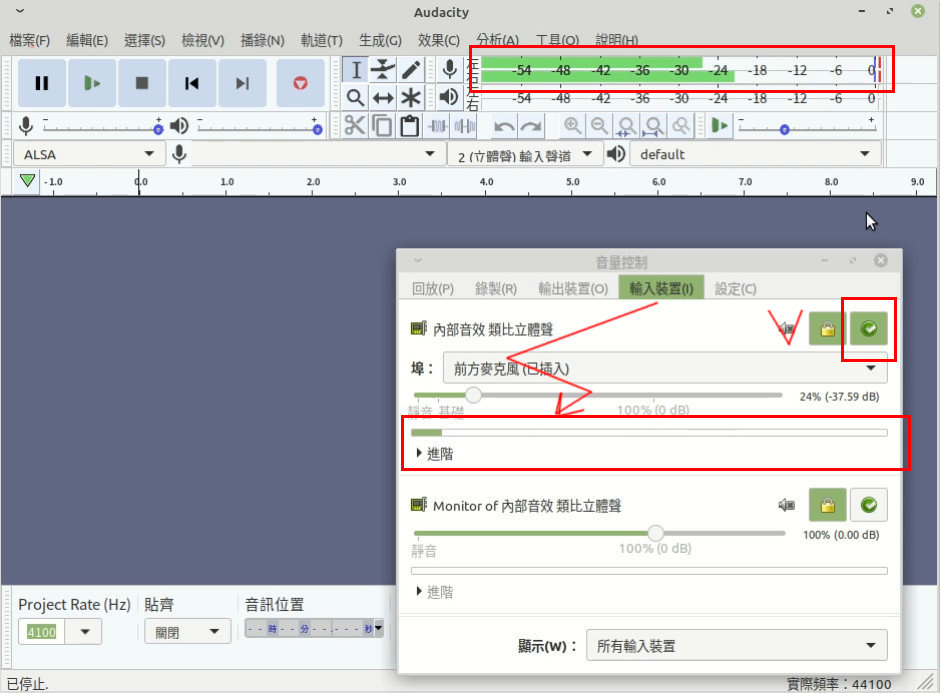 Audacity
檔案(F) 編輯(E) 選擇(S) 檢視(V) 播錄(N) 軌道(T) 生成(G) 效果(C) 分析(A) 工具(O) 說明(H)
左 右 -54 -48 -42 -36 -30 -24 -18 -12 -6 0
左 右 -54 -48 -42 -36 -30 -24 -18 -12 -6 0
ALSA 2 (立體聲) 輸入聲道 default
-1.0 0.0 1.0 2.0 3.0 4.0 5.0 6.0 7.0 8.0 9.0
音量控制
回放(P) 錄製(R) 輸出裝置(O) 輸入裝置(I) 設定(C)
內部音效 類比立體聲
埠： 前方麥克風 (已插入)
24% (-37.59 dB)
靜音 基礎 100% (0 dB)
進階
Monitor of 內部音效 類比立體聲
100% (0.00 dB)
靜音 100% (0 dB)
進階
顯示(W)： 所有輸入裝置
Project Rate (Hz) 貼齊 音訊位置
4100 關閉 - - 時 - - 分 - - . - - - 秒
已停止. 實際頻率：44100